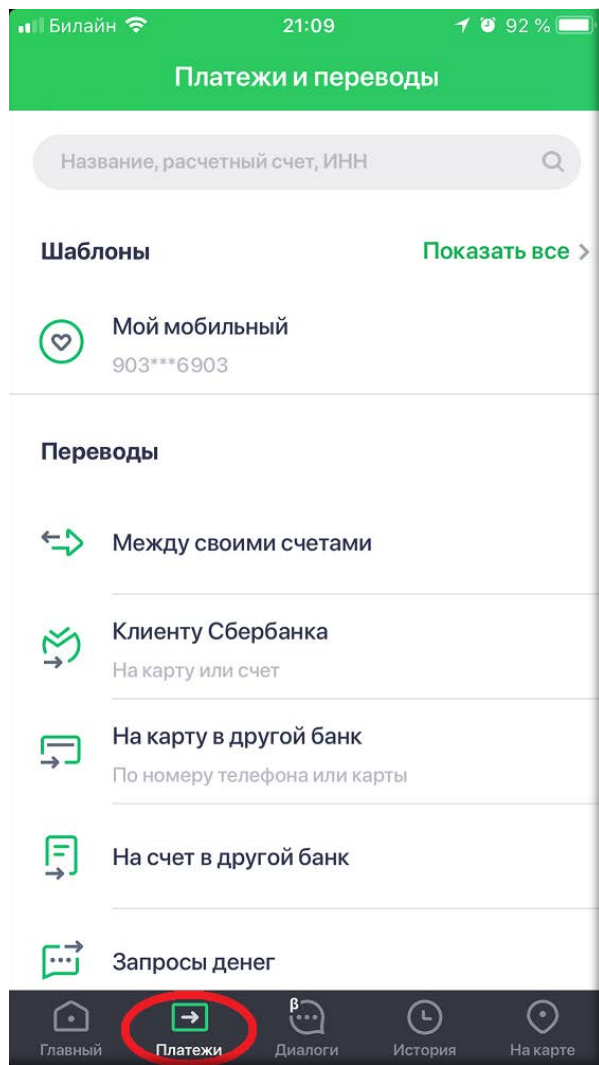 Билайн 21:09 92 %
Платежи и переводы
Название, расчетный счет, ИНН
Шаблоны Показать все >
Мой мобильный
903***6903
Переводы
Между своими счетами
Клиенту Сбербанка
На карту или счет
На карту в другой банк
По номеру телефона или карты
На счет в другой банк
Запросы денег
β
Главный Платежи Диалоги История На карте